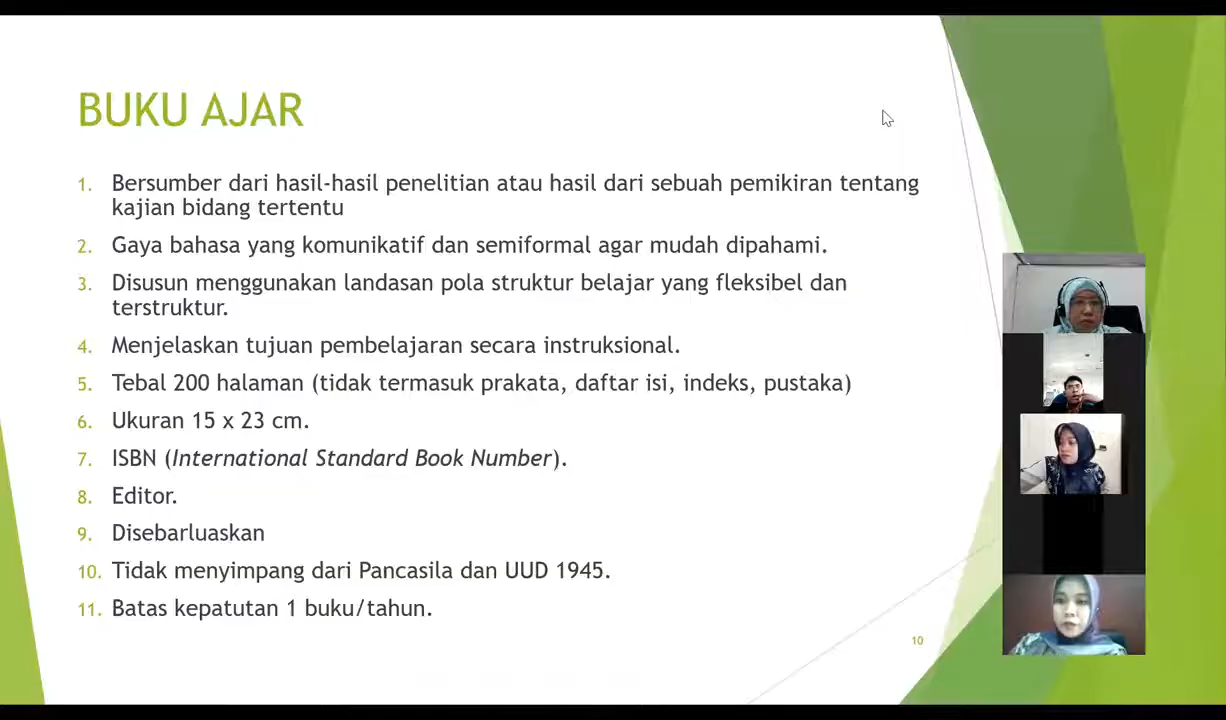 BUKU AJAR
1. Bersumber dari hasil-hasil penelitian atau hasil dari sebuah pemikiran tentang
kajian bidang tertentu
2. Gaya bahasa yang komunikatif dan semiformal agar mudah dipahami.
3. Disusun menggunakan landasan pola struktur belajar yang fleksibel dan
terstruktur.
4. Menjelaskan tujuan pembelajaran secara instruksional.
5. Tebal 200 halaman (tidak termasuk prakata, daftar isi, indeks, pustaka)
6. Ukuran 15 x 23 cm.
7. ISBN (International Standard Book Number).
8. Editor.
9. Disebarluaskan
10. Tidak menyimpang dari Pancasila dan UUD 1945.
11. Batas kepatutan 1 buku/tahun.
10